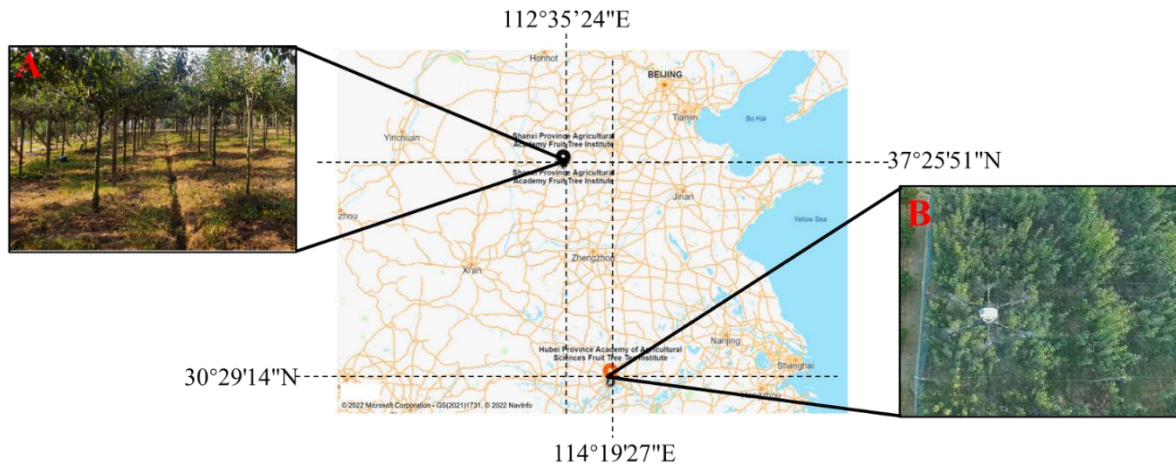 112°35'24"E
A
Hohhot
BEIJING
Tianjin
Bo Hai
Yinchuan
Shanxi Province Agricultural
Academy Fruit Tree Institute
37°25'51"N
Shanxi Province Agricultural
Academy Fruit Tree Institute
B
Jinan
zhou
Yellow Sea
Zhengzhou
Xi'an
Nanjing
Hubei Province Academy of Agricultural
Sciences Fruit Tree Tea Institute
Shanghai
30°29'14"N
Hangzhou
© 2022 Microsoft Corporation - GS(2021)1731, © 2022 NavInfo
114°19'27"E